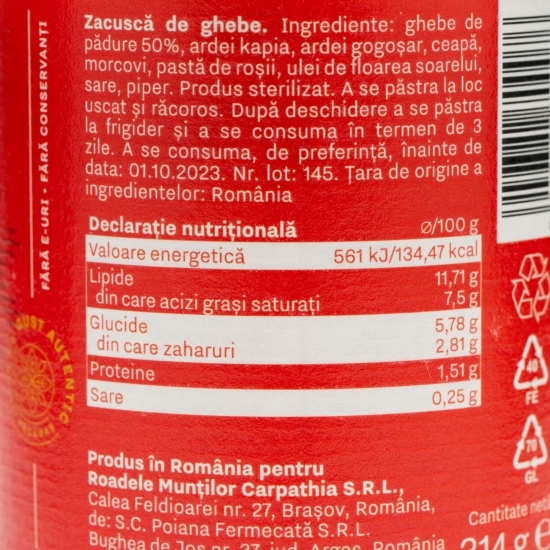 Zacuscă de ghebe. Ingrediente: ghebe de
pădure 50%, ardei kapia, ardei gogoșar, ceapă,
morcovi, pastă de roșii, ulei de floarea soarelui,
sare, piper. Produs sterilizat. A se păstra la loc
uscat și răcoros. După deschidere a se păstra
la frigider și a se consuma în termen de 3
zile. A se consuma, de preferință, înainte de
data: 01.10.2023. Nr. lot: 145. Țara de origine a
ingredientelor: România
FĂRĂ E-URI • FĂRĂ CONSERVANȚI
Declarație nutrițională ⌀/100 g
Valoare energetică 561 kJ/134,47 kcal
Lipide 11,71 g
din care acizi grași saturați 7,5 g
Glucide 5,78 g
din care zaharuri 2,81 g
Proteine 1,51 g
Sare 0,25 g
GUST AUTENTIC
40
FE
70
GL
Produs în România pentru
Roadele Munților Carpathia S.R.L.,
Calea Feldioarei nr. 27, Brașov, România,
de: S.C. Poiana Fermecată S.R.L.
Bughea de Jos nr. 27, jud. Argeș, România
Cantitate netă
314 g e